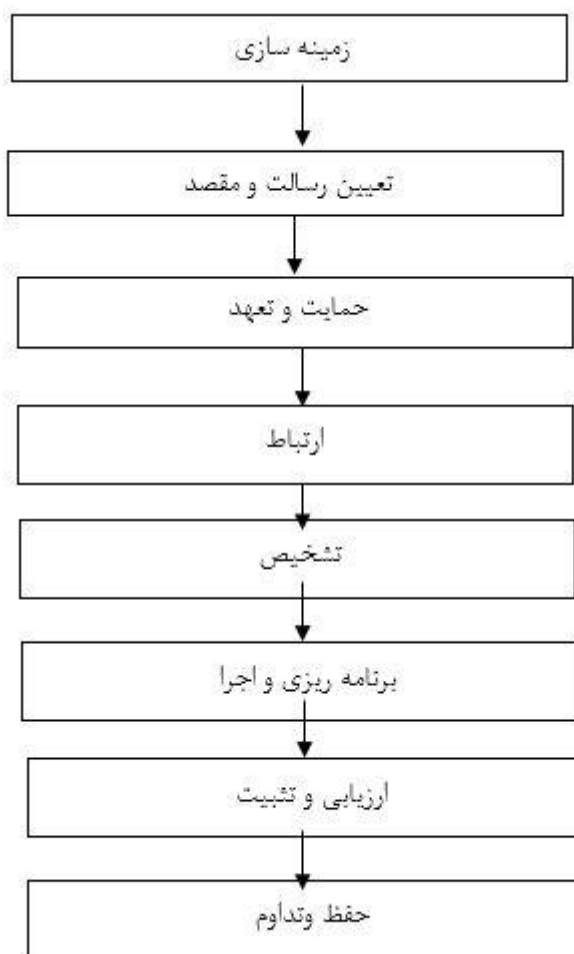 زمینه سازی
تعیین رسالت و مقصد
حمایت و تعهد
ارتباط
تشخیص
برنامه ریزی و اجرا
ارزیابی و تثبیت
حفظ وتداوم